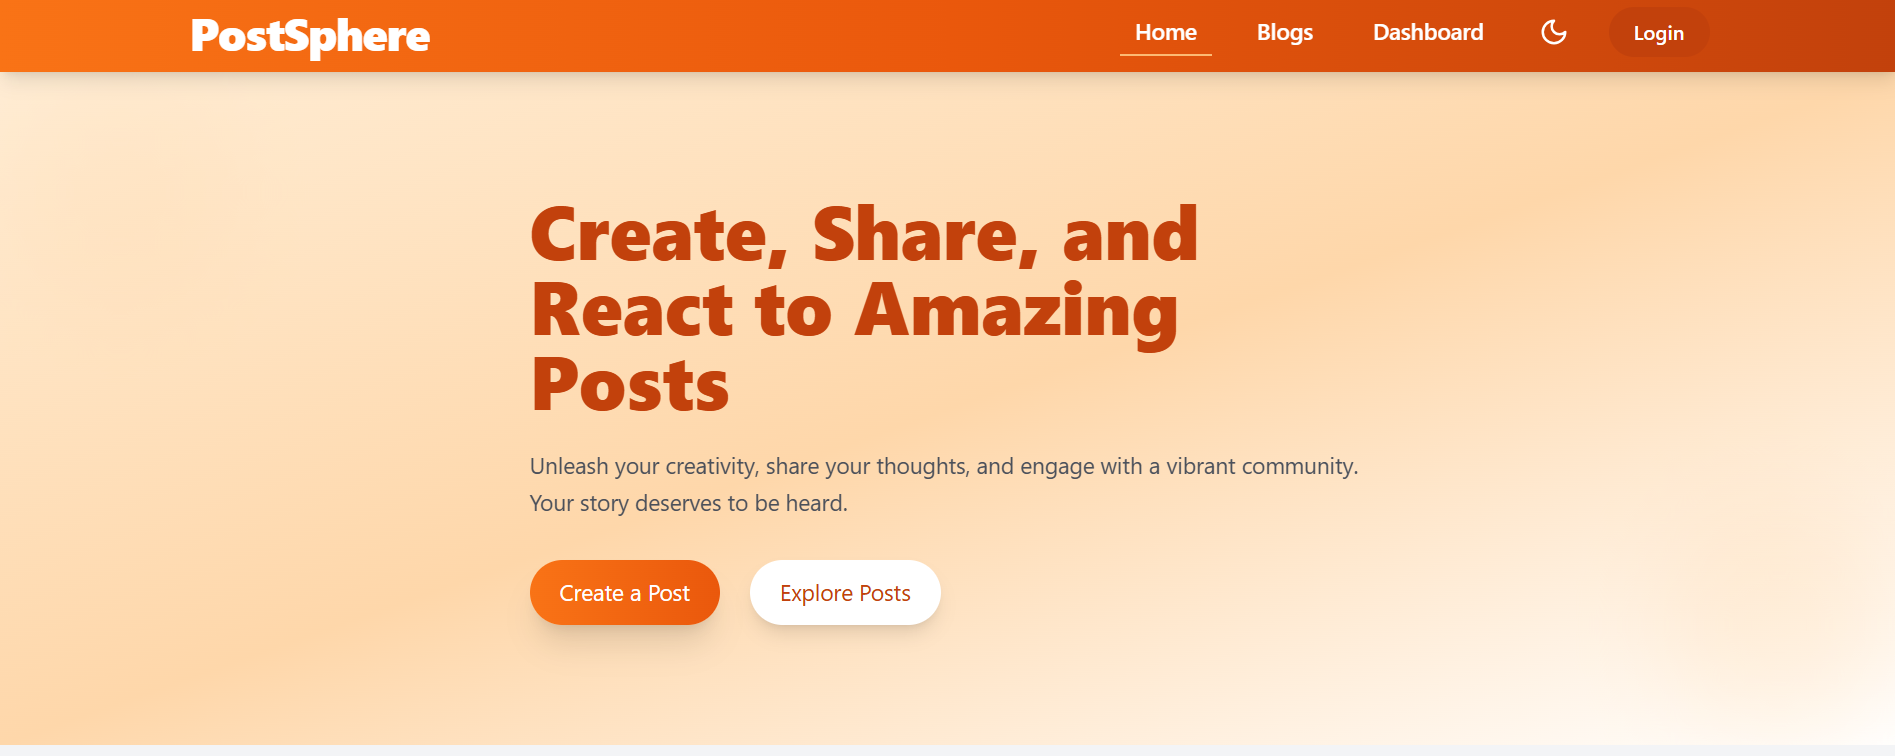 PostSphere
Home
Blogs
Dashboard
Login
Create, Share, and
React to Amazing
Posts
Unleash your creativity, share your thoughts, and engage with a vibrant community.
Your story deserves to be heard.
Create a Post
Explore Posts